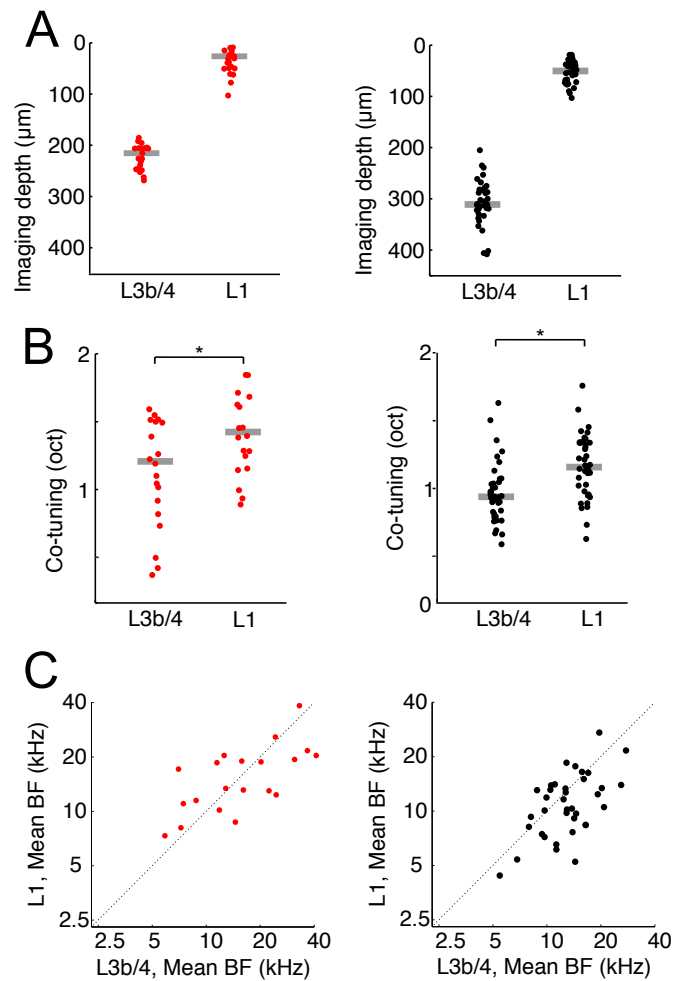 A
0
100
200
300
400
Imaging depth (μm)
L3b/4 L1
0
100
200
300
400
Imaging depth (μm)
L3b/4 L1
B
2
1
Co-tuning (oct)
*
L3b/4 L1
2
1
0
Co-tuning (oct)
*
L3b/4 L1
C
40
20
10
5
2.5
L1, Mean BF (kHz)
2.5 5 10 20 40
L3b/4, Mean BF (kHz)
40
20
10
5
2.5
L1, Mean BF (kHz)
2.5 5 10 20 40
L3b/4, Mean BF (kHz)